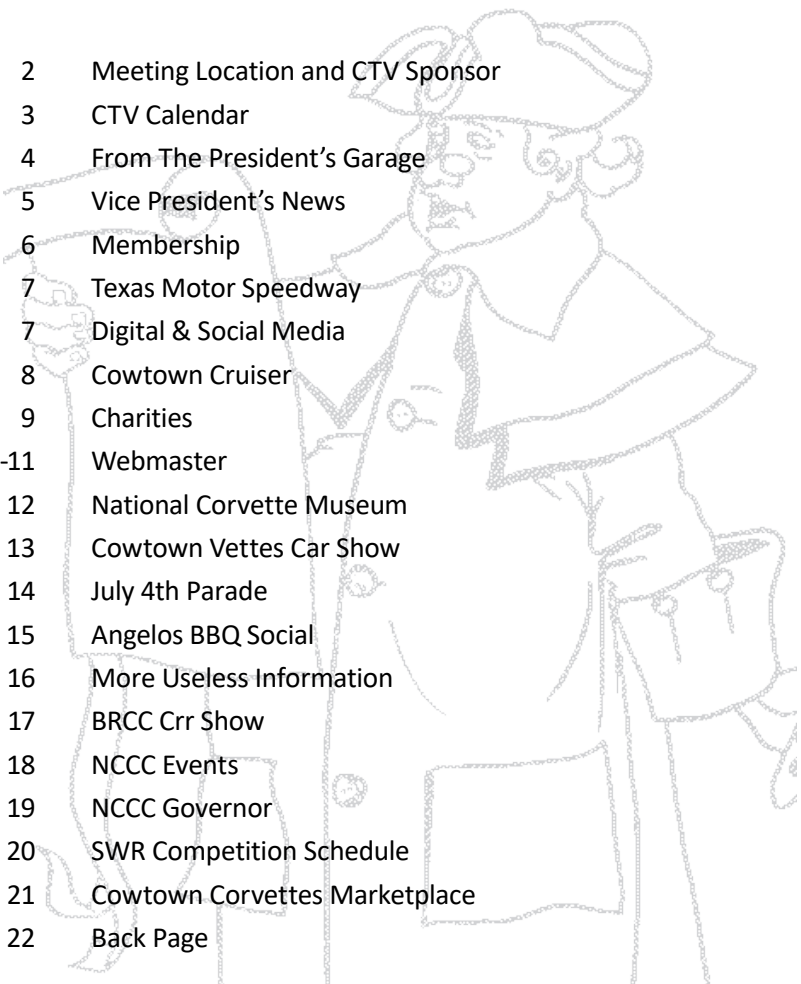 2 Meeting Location and CTV Sponsor
3 CTV Calendar
4 From The President's Garage
5 Vice President's News
6 Membership
7 Texas Motor Speedway
7 Digital & Social Media
8 Cowtown Cruiser
9 Charities
-11 Webmaster
12 National Corvette Museum
13 Cowtown Vettes Car Show
14 July 4th Parade
15 Angelos BBQ Social
16 More Useless Information
17 BRCC Crr Show
18 NCCC Events
19 NCCC Governor
20 SWR Competition Schedule
21 Cowtown Corvettes Marketplace
22 Back Page